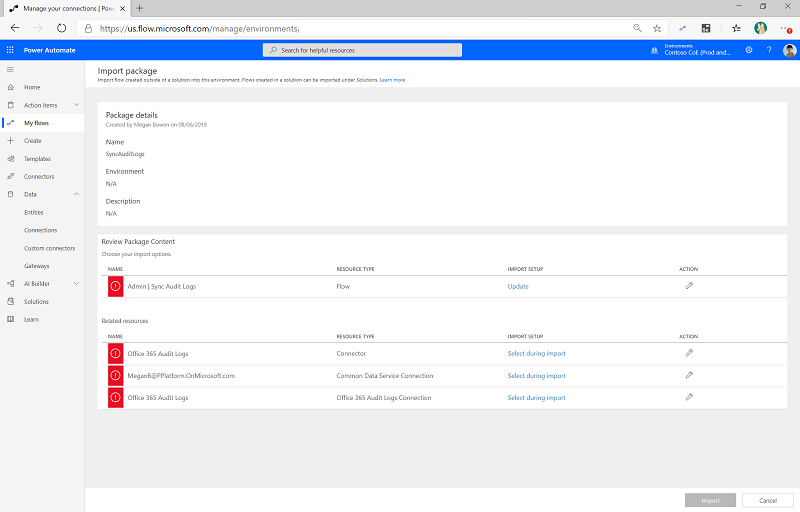 Manage your connections | Pow
https://us.flow.microsoft.com/manage/environments/
Power Automate
Search for helpful resources
Environments
Contoso CoE (Prod and...
Home
Action items
My flows
Create
Templates
Connectors
Data
Entities
Connections
Custom connectors
Gateways
AI Builder
Solutions
Learn
Import package
Import flow created outside of a solution into this environment. Flows created in a solution can be imported under Solutions. Learn more
Package details
Created by Megan Bowen on 08/06/2019
Name
SyncAuditLogs
Environment
N/A
Description
N/A
Review Package Content
Choose your import options.
NAME RESOURCE TYPE IMPORT SETUP ACTION
Admin | Sync Audit Logs Flow Update
Related resources
NAME RESOURCE TYPE IMPORT SETUP ACTION
Office 365 Audit Logs Connector Select during import
MeganB@PPlatform.OnMicrosoft.com Common Data Service Connection Select during import
Office 365 Audit Logs Office 365 Audit Logs Connection Select during import
Import Cancel